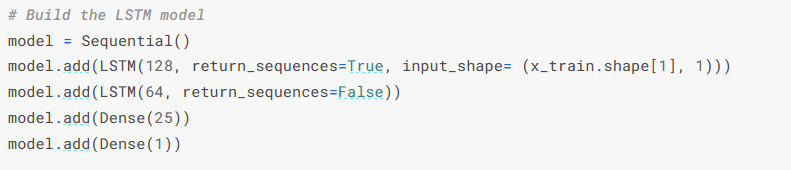 # Build the LSTM model
model = Sequential()
model.add(LSTM(128, return_sequences=True, input_shape= (x_train.shape[1], 1)))
model.add(LSTM(64, return_sequences=False))
model.add(Dense(25))
model.add(Dense(1))